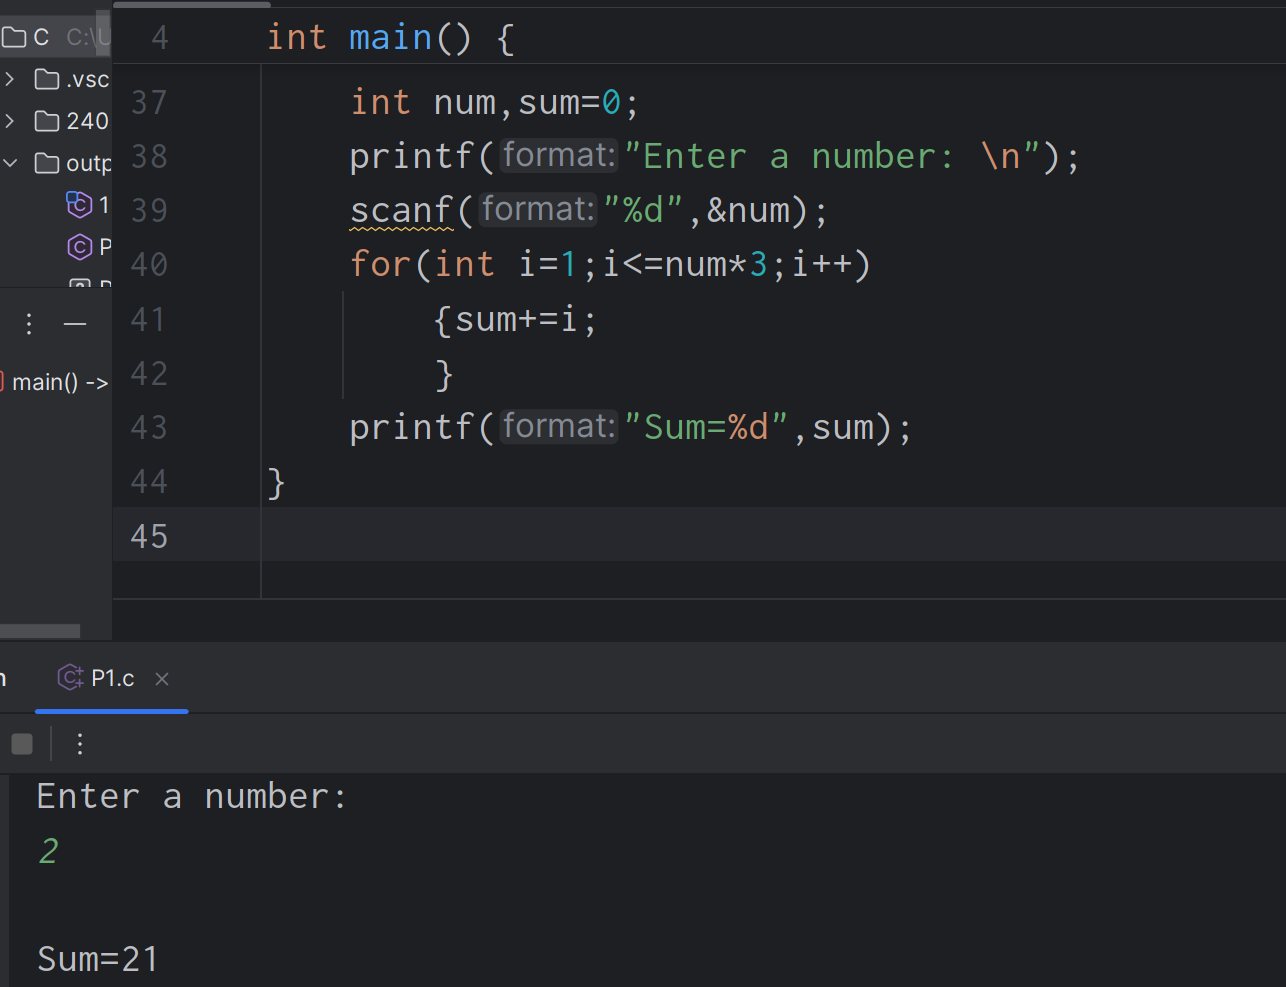 C C:\U
.vsc
240
outp
1
P
main() ->
4 int main() {
37 int num,sum=0;
38 printf(format:"Enter a number: \n");
39 scanf(format:"%d",&num);
40 for(int i=1;i<=num*3;i++)
41 {sum+=i;
42 }
43 printf(format:"Sum=%d",sum);
44 }
45
P1.c
Enter a number:
2
Sum=21